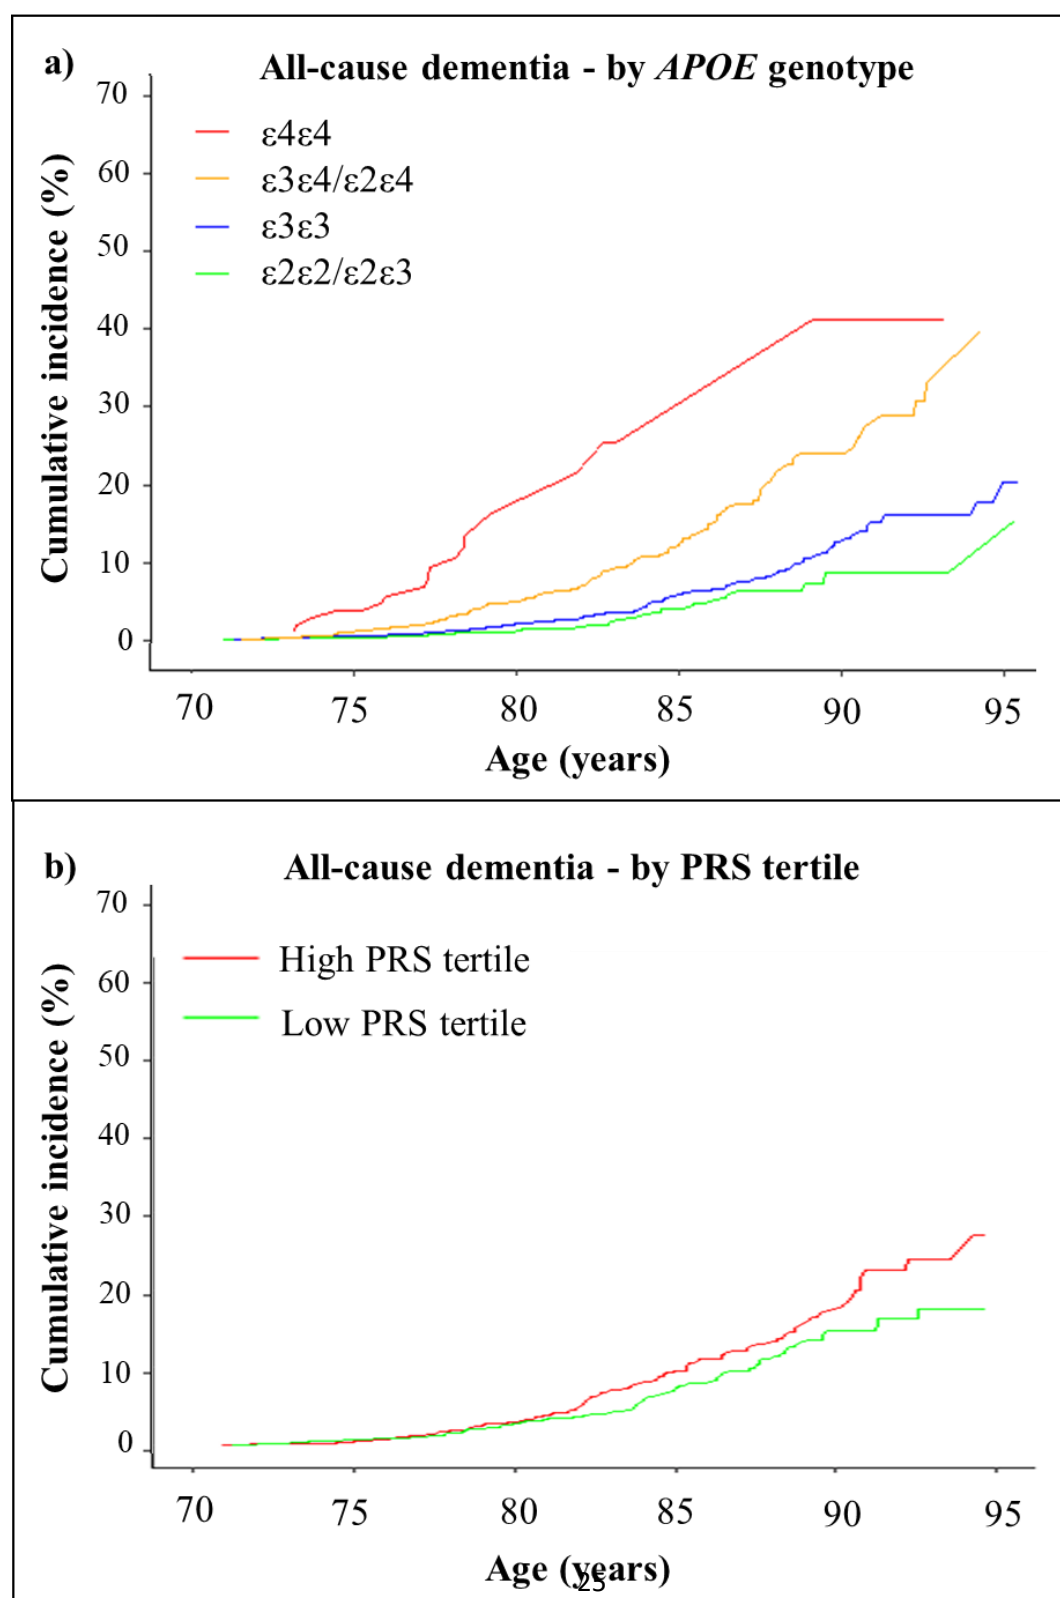 a)
All-cause dementia - by APOE genotype
70
60
50
40
30
20
10
0
Cumulative incidence (%)
ε4ε4
ε3ε4/ε2ε4
ε3ε3
ε2ε2/ε2ε3
70 75 80 85 90 95
Age (years)
b)
All-cause dementia - by PRS tertile
70
60
50
40
30
20
10
0
Cumulative incidence (%)
High PRS tertile
Low PRS tertile
70 75 80 85 90 95
Age (years)
25